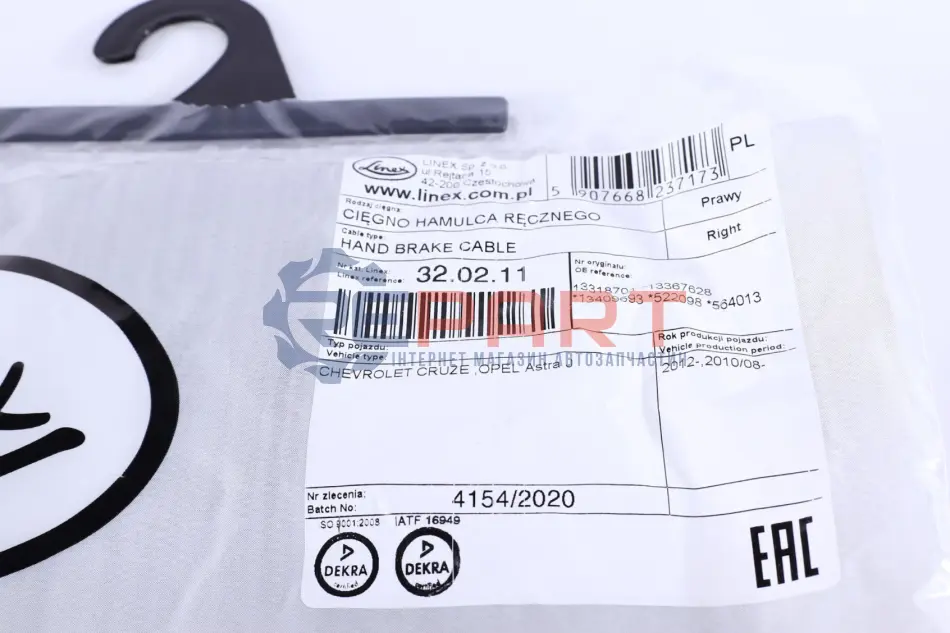 Linex
LINEX Sp. z o.o.
ul Rejtana 15
42-200 Częstochowa
www.linex.com.pl
5 907668 237173
PL
Rodzaj cięgna:
CIĘGNO HAMULCA RĘCZNEGO
Prawy
Cable type:
HAND BRAKE CABLE
Right
Nr kat. Linex:
Linex reference:
32.02.11
Nr oryginału:
OE reference:
13318704 *13367628
*13409693 *522098 *564013
EPART
ІНТЕРНЕТ МАГАЗИН АВТОЗАПЧАСТИН
Typ pojazdu:
Vehicle type:
CHEVROLET CRUZE ,OPEL Astra J
Rok produkcji pojazdu:
Vehicle production period:
2012-,2010/08-
Nr zlecenia:
Batch No:
4154/2020
ISO 9001:2008
IATF 16949
DEKRA
Certified
DEKRA
Certified
EAC